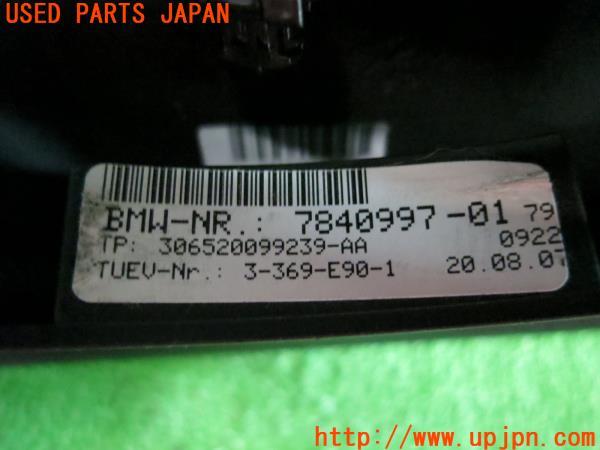 USED PARTS JAPAN
BMW-NR.: 7840997-01 79
TP: 306520099239-AA 0922
TUEV-Nr.: 3-369-E90-1 20.08.07
UPJ
http://www.upjpn.com/